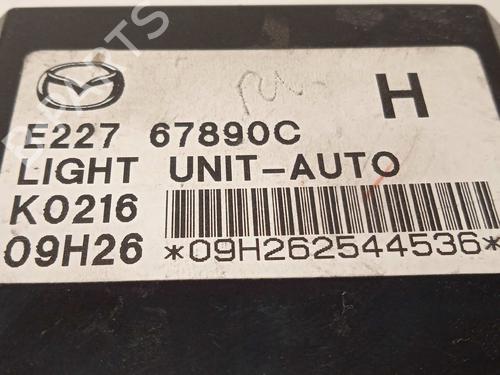 H
E227 67890C
LIGHT UNIT-AUTO
K0216
09H26
*09H262544536*